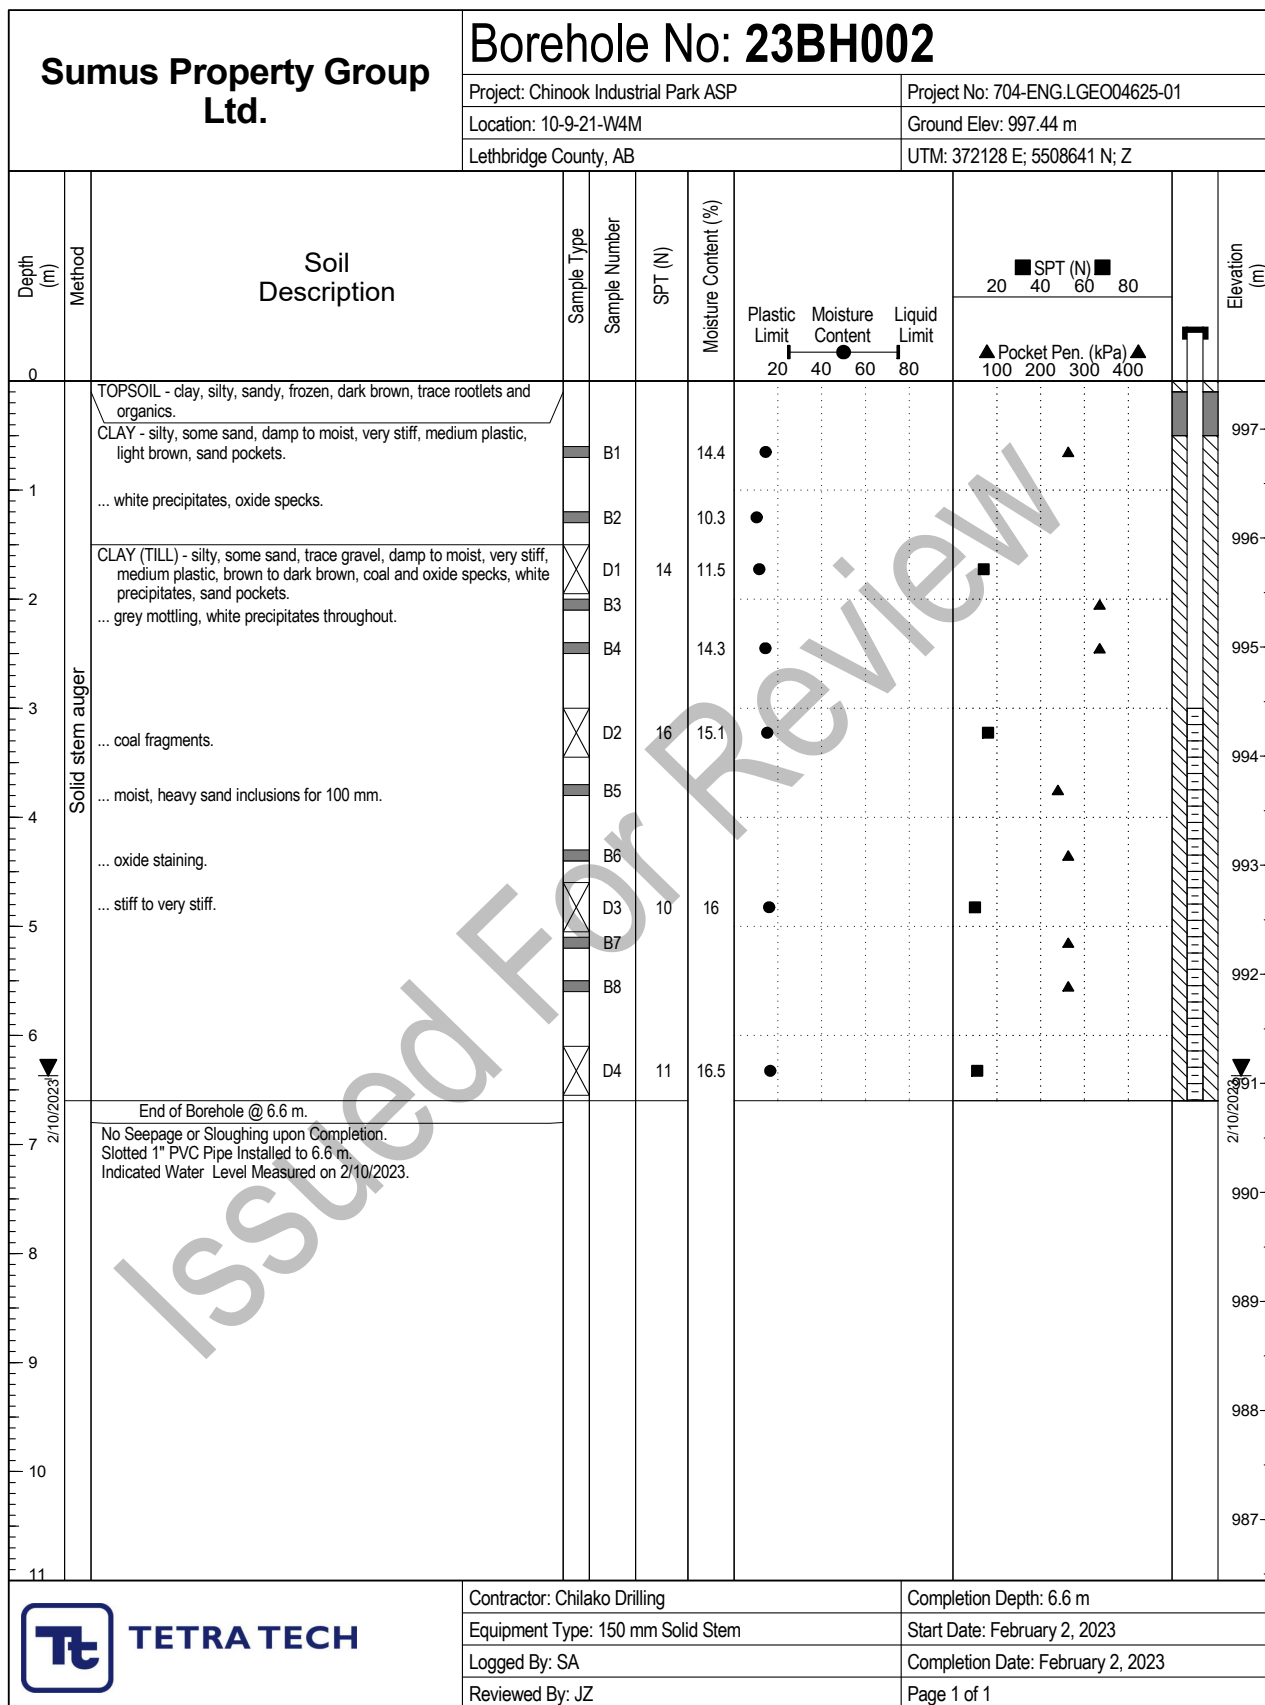 Sumus Property Group
Ltd.
Borehole No: 23BH002
Project: Chinook Industrial Park ASP
Project No: 704-ENG.LGEO04625-01
Location: 10-9-21-W4M
Ground Elev: 997.44 m
Lethbridge County, AB
UTM: 372128 E; 5508641 N; Z
Depth
(m)
Method
Soil
Description
Sample Type
Sample Number
SPT (N)
Moisture Content (%)
Plastic
Limit
Moisture
Content
Liquid
Limit
20 40 60 80
SPT (N)
20 40 60 80
Pocket Pen. (kPa)
100 200 300 400
Elevation
(m)
0
TOPSOIL - clay, silty, sandy, frozen, dark brown, trace rootlets and
organics.
CLAY - silty, some sand, damp to moist, very stiff, medium plastic,
light brown, sand pockets.
B1 14.4
997
1
... white precipitates, oxide specks.
B2 10.3
996
CLAY (TILL) - silty, some sand, trace gravel, damp to moist, very stiff,
medium plastic, brown to dark brown, coal and oxide specks, white
precipitates, sand pockets.
D1 14 11.5
2
B3
... grey mottling, white precipitates throughout.
B4 14.3
995
Solid stem auger
3
... coal fragments.
D2 16 15.1
994
... moist, heavy sand inclusions for 100 mm.
B5
4
... oxide staining.
B6
993
... stiff to very stiff.
D3 10 16
5
B7
B8
992
6
D4 11 16.5
991
2/10/2023
2/10/2023
End of Borehole @ 6.6 m.
No Seepage or Sloughing upon Completion.
Slotted 1" PVC Pipe Installed to 6.6 m.
Indicated Water Level Measured on 2/10/2023.
7
990
8
989
9
988
10
987
11
Issued For Review
Tt
TETRA TECH
Contractor: Chilako Drilling
Completion Depth: 6.6 m
Equipment Type: 150 mm Solid Stem
Start Date: February 2, 2023
Logged By: SA
Completion Date: February 2, 2023
Reviewed By: JZ
Page 1 of 1